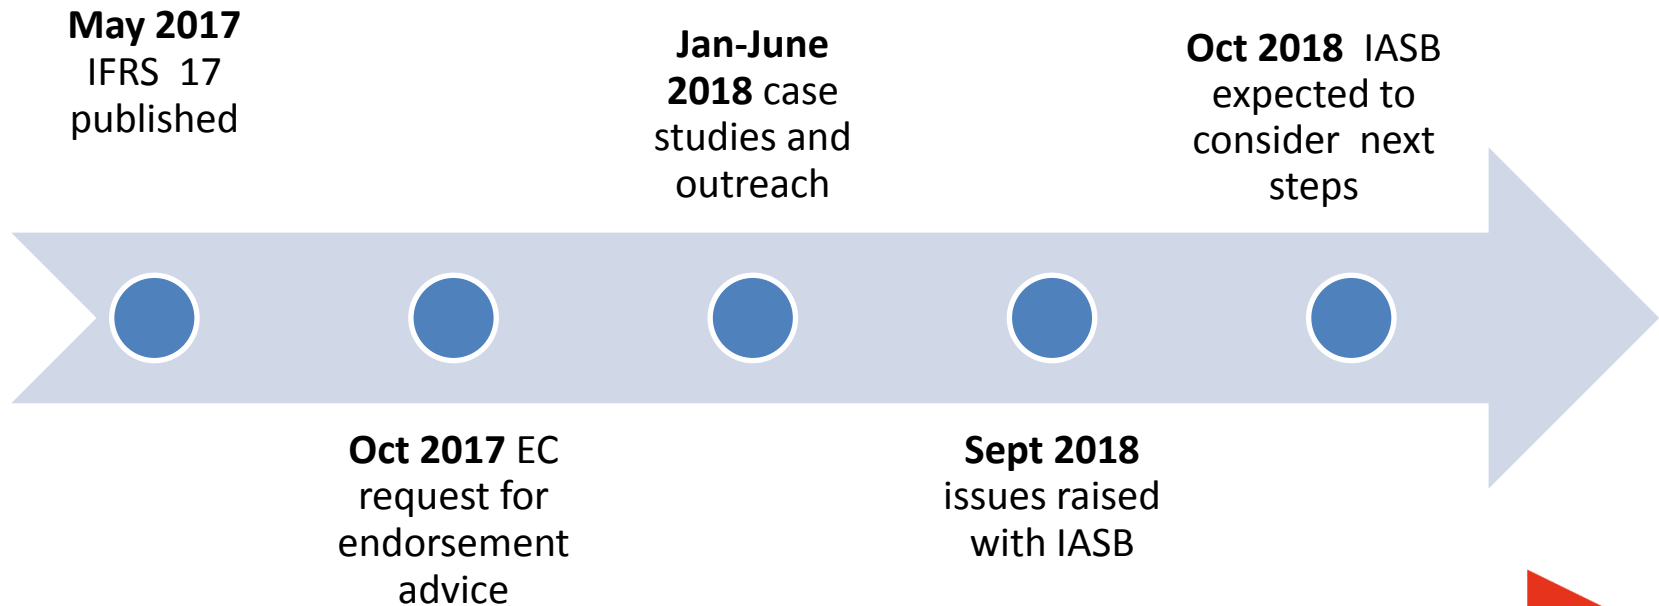 May 2017
IFRS 17
published
Oct 2017 EC
request for
endorsement
advice
Jan-June
2018 case
studies and
outreach
Sept 2018
issues raised
with IASB
Oct 2018 IASB
expected to
consider next
steps